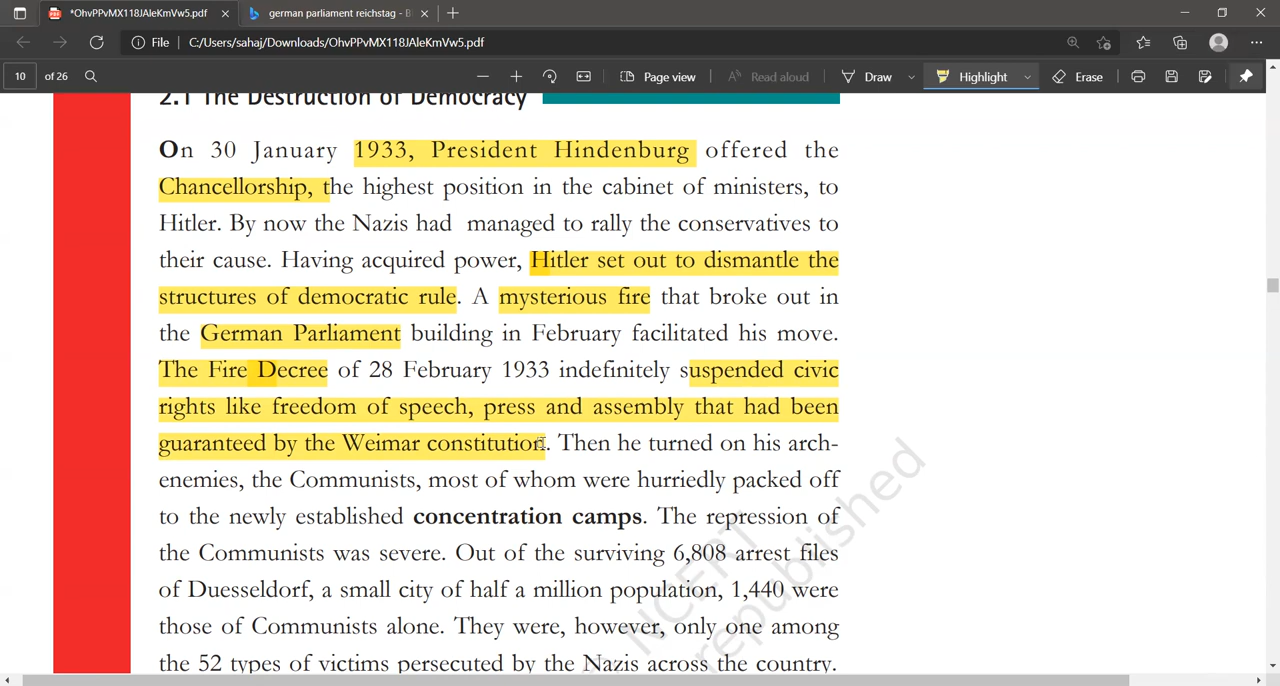 *OhvPPvMX118JAleKmVw5.pdf
german parliament reichstag - B
File C:/Users/sahaj/Downloads/OhvPPvMX118JAleKmVw5.pdf
10 of 26 Page view Read aloud Draw Highlight Erase
2.1 The Destruction of Democracy
On 30 January 1933, President Hindenburg offered the
Chancellorship, the highest position in the cabinet of ministers, to
Hitler. By now the Nazis had managed to rally the conservatives to
their cause. Having acquired power, Hitler set out to dismantle the
structures of democratic rule. A mysterious fire that broke out in
the German Parliament building in February facilitated his move.
The Fire Decree of 28 February 1933 indefinitely suspended civic
rights like freedom of speech, press and assembly that had been
guaranteed by the Weimar constitution. Then he turned on his arch-
enemies, the Communists, most of whom were hurriedly packed off
to the newly established concentration camps. The repression of
the Communists was severe. Out of the surviving 6,808 arrest files
of Duesseldorf, a small city of half a million population, 1,440 were
those of Communists alone. They were, however, only one among
the 52 types of victims persecuted by the Nazis across the country.
NCERT
republished